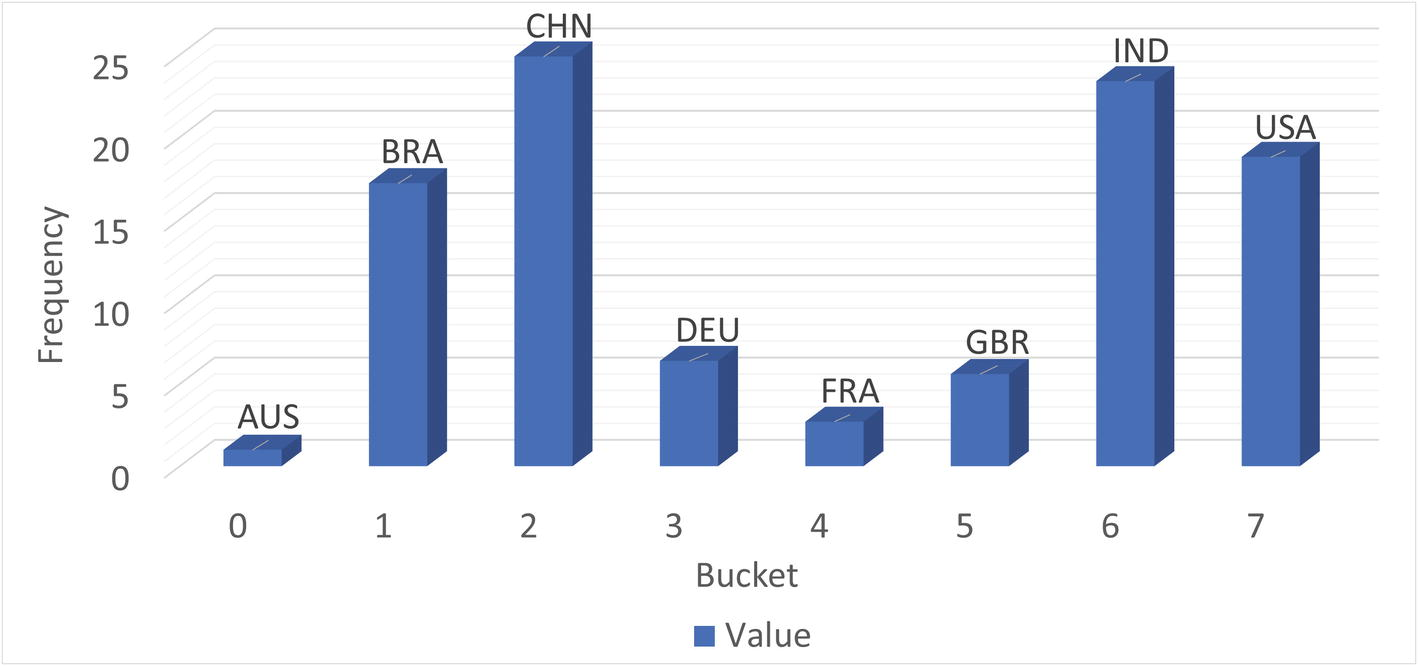 CHN
IND
25
USA
BRA
20
15
Frequency
10
DEU
GBR
5
FRA
AUS
0
0 1 2 3 4 5 6 7
Bucket
Value